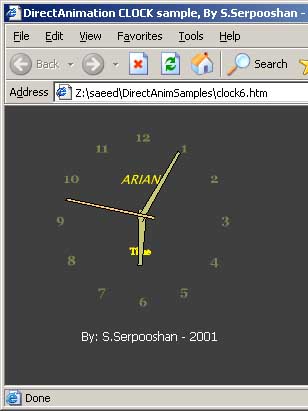 DirectAnimation CLOCK sample, By S.Serpooshan -
File Edit View Favorites Tools Help
Back Search
Address Z:\saeed\DirectAnimSamples\clock6.htm
12
11 1
10 ARIAN 2
9 3
8 4
7 5
6
By: S.Serpooshan - 2001
Done